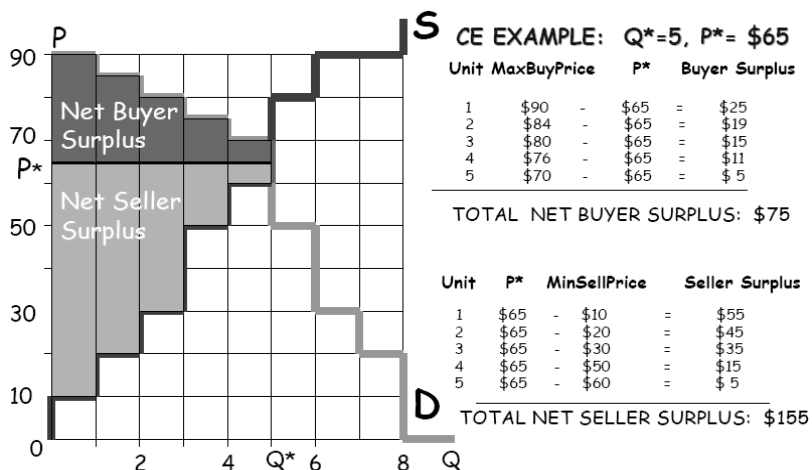 P
S
90
70
P*
50
30
10
0
Net Buyer
Surplus
Net Seller
Surplus
2
4
Q*
6
8
Q
D
CE EXAMPLE: Q*=5, P*= $65
Unit MaxBuyPrice P* Buyer Surplus
1 $90 - $65 = $25
2 $84 - $65 = $19
3 $80 - $65 = $15
4 $76 - $65 = $11
5 $70 - $65 = $ 5
TOTAL NET BUYER SURPLUS: $75
Unit P* MinSellPrice Seller Surplus
1 $65 - $10 = $55
2 $65 - $20 = $45
3 $65 - $30 = $35
4 $65 - $50 = $15
5 $65 - $60 = $ 5
TOTAL NET SELLER SURPLUS: $155